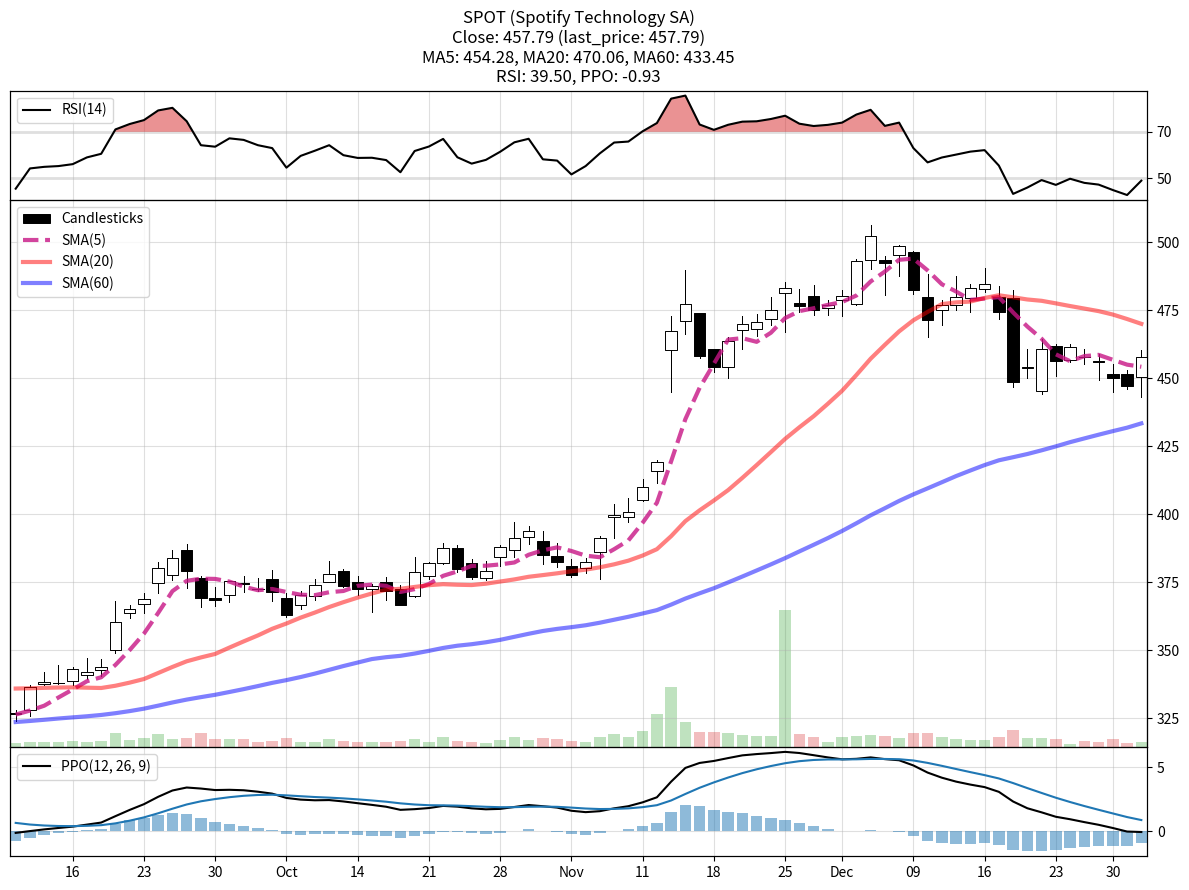 SPOT (Spotify Technology SA)
Close: 457.79 (last_price: 457.79)
MA5: 454.28, MA20: 470.06, MA60: 433.45
RSI: 39.50, PPO: -0.93
RSI(14)
70
50
Candlesticks
SMA(5)
SMA(20)
SMA(60)
500
475
450
425
400
375
350
325
PPO(12, 26, 9)
5
0
16 23 30 Oct 14 21 28 Nov 11 18 25 Dec 09 16 23 30